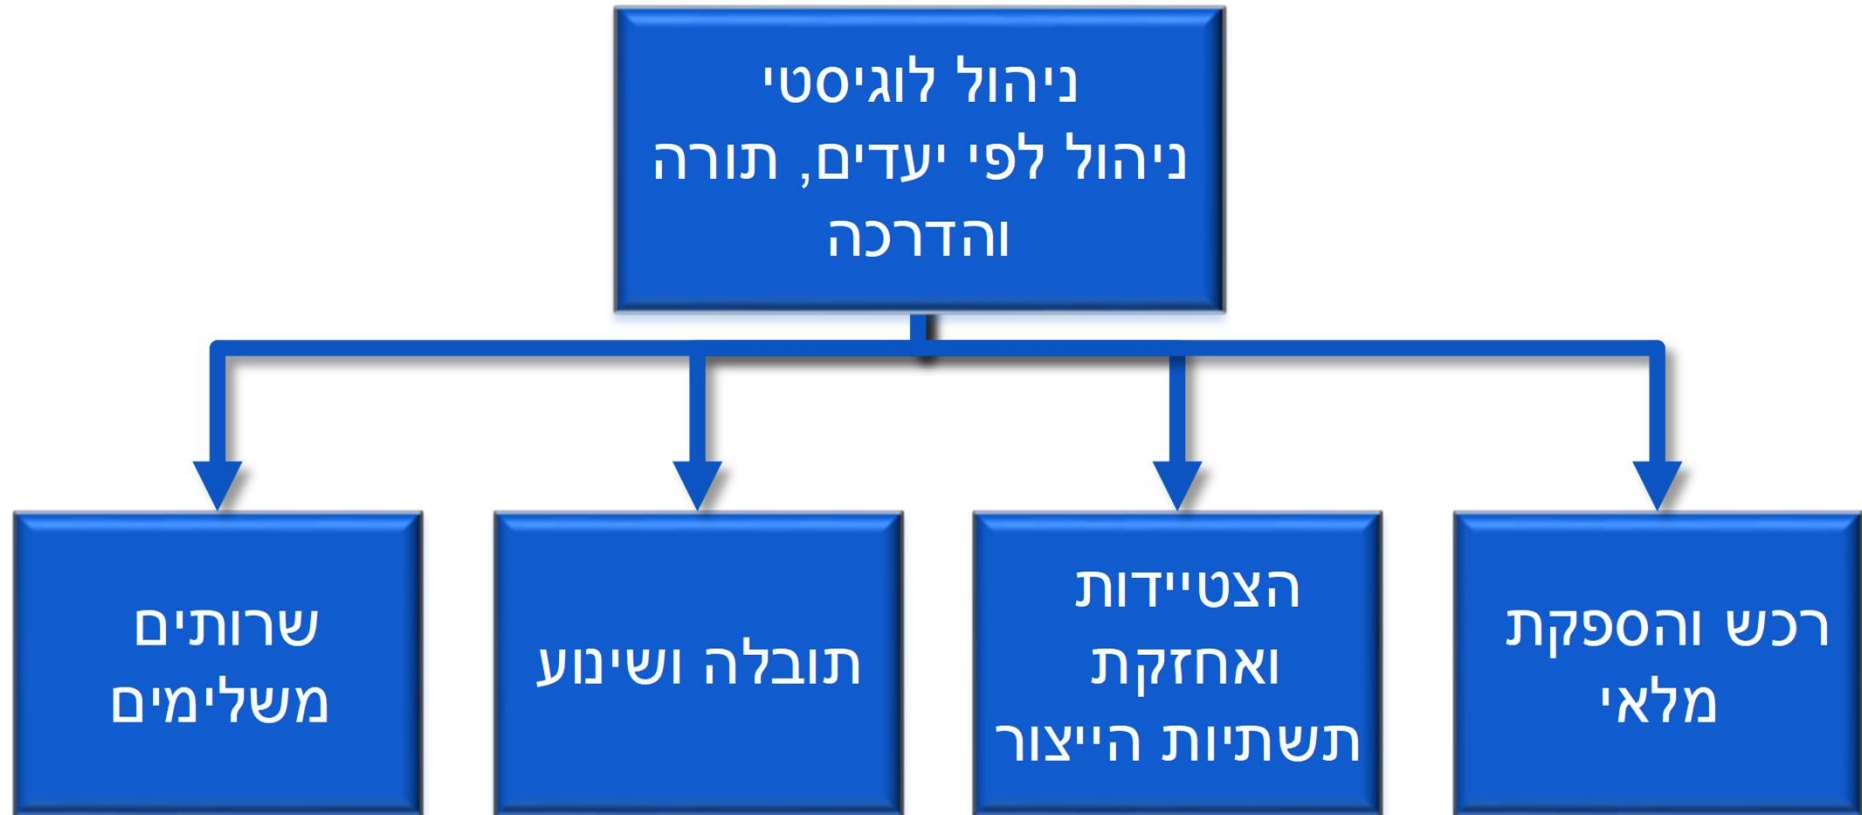 ניהול לוגיסטי
ניהול לפי יעדים, תורה
והדרכה
רכש והספקת
מלאי
הצטיידות
ואחזקת
תשתיות הייצור
תובלה ושינוע
שרותים
משלימים